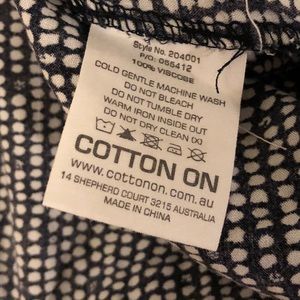 Style No. 204001
P/O: 055412
100% VISCOSE
COLD GENTLE MACHINE WASH
DO NOT BLEACH
DO NOT TUMBLE DRY
WARM IRON INSIDE OUT
DO NOT DRY CLEAN (X)
COTTON ON
www.cottonon.com.au
14 SHEPHERD COURT 3215 AUSTRALIA
MADE IN CHINA